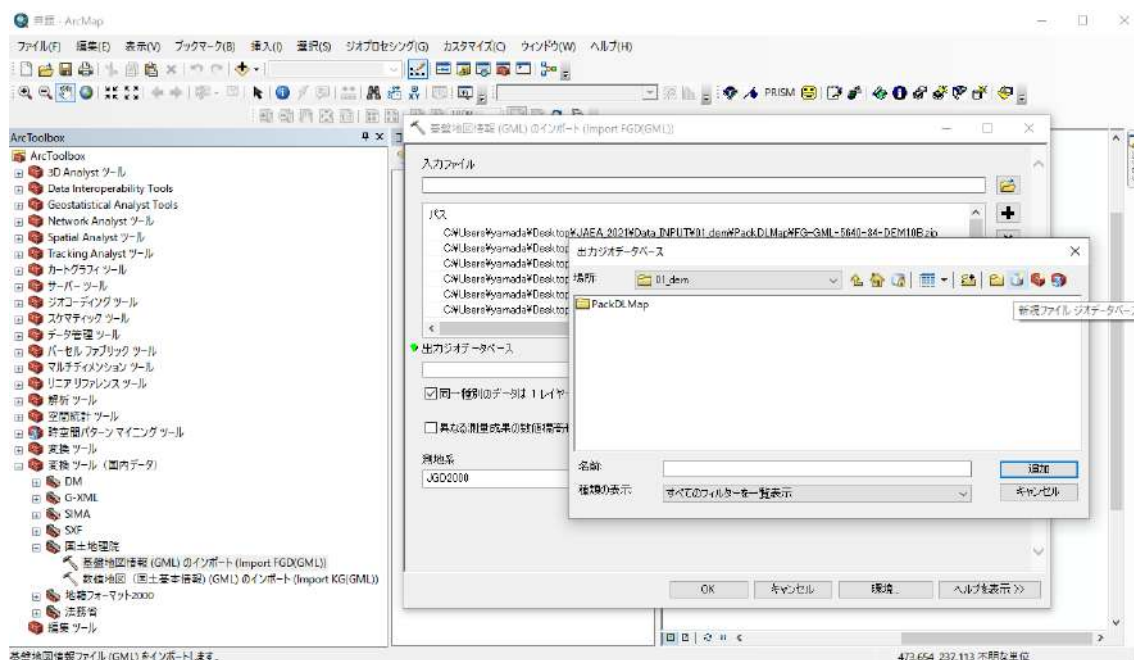 無題 - ArcMap
ファイル(F) 編集(E) 表示(V) ブックマーク(B) 挿入(I) 選択(S) ジオプロセシング(G) カスタマイズ(C) ウィンドウ(W) ヘルプ(H)
PRISM
ArcToolbox
ArcToolbox
3D Analyst ツール
Data Interoperability Tools
Geostatistical Analyst Tools
Network Analyst ツール
Spatial Analyst ツール
Tracking Analyst ツール
カートグラフィ ツール
サーバー ツール
ジオコーディング ツール
スケマティック ツール
データ管理 ツール
パーセル ファブリック ツール
マルチディメンション ツール
リニア リファレンス ツール
解析 ツール
空間統計 ツール
時空間パターン マイニング ツール
変換 ツール
変換 ツール (国内データ)
DM
G-XML
SIMA
SXF
国土地理院
基盤地図情報 (GML) のインポート (Import FGD(GML))
数値地図 (国土基本情報) (GML) のインポート (Import KG(GML))
地籍フォーマット2000
法務省
編集 ツール
基盤地図情報ファイル (GML) をインポートします。
基盤地図情報 (GML) のインポート (Import FGD(GML))
入力ファイル
パス
C:¥Users¥yamada¥Desktop¥JAEA_2021¥Data_INPUT¥01_dem¥PackDLMap¥FG-GML-5640-34-DEM10B.zip
C:¥Users¥yamada¥Desktop
C:¥Users¥yamada¥Desktop
C:¥Users¥yamada¥Desktop
C:¥Users¥yamada¥Desktop
C:¥Users¥yamada¥Desktop
出力ジオデータベース
同一種別のデータは 1 レイヤー
異なる測量成果の数値標高
測地系
JGD2000
OK キャンセル 環境... ヘルプを表示 >>
出力ジオデータベース
場所: 01_dem
PackDLMap
新規ファイル ジオデータベース
名前: 追加
種類の表示: すべてのフィルターを一覧表示 キャンセル
473.654 232.113 不明な単位